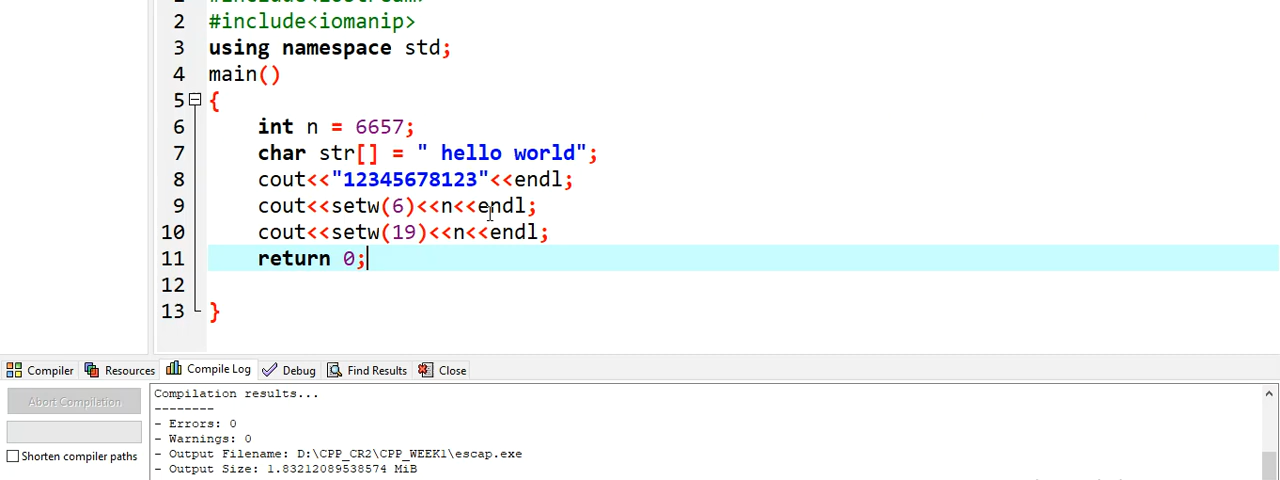 2 #include<iomanip>
3 using namespace std;
4 main()
5 {
6 int n = 6657;
7 char str[] = " hello world";
8 cout<<"12345678123"<<endl;
9 cout<<setw(6)<<n<<endl;
10 cout<<setw(19)<<n<<endl;
11 return 0;
12
13 }
Compiler Resources Compile Log Debug Find Results Close
Abort Compilation
Shorten compiler paths
Compilation results...
--------
- Errors: 0
- Warnings: 0
- Output Filename: D:\CPP_CR2\CPP_WEEK1\escap.exe
- Output Size: 1.83212089538574 MiB